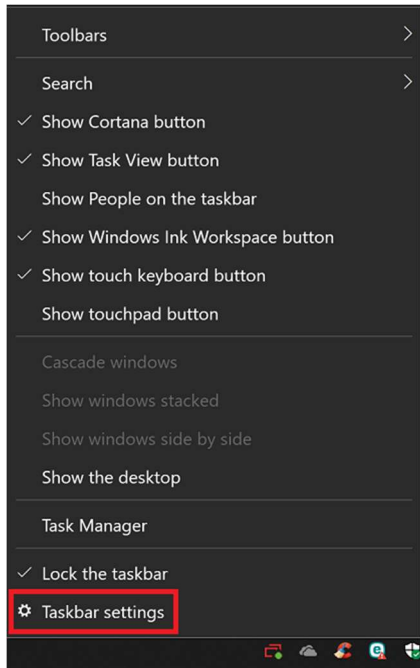 Toolbars
Search
Show Cortana button
Show Task View button
Show People on the taskbar
Show Windows Ink Workspace button
Show touch keyboard button
Show touchpad button
Cascade windows
Show windows stacked
Show windows side by side
Show the desktop
Task Manager
Lock the taskbar
Taskbar settings